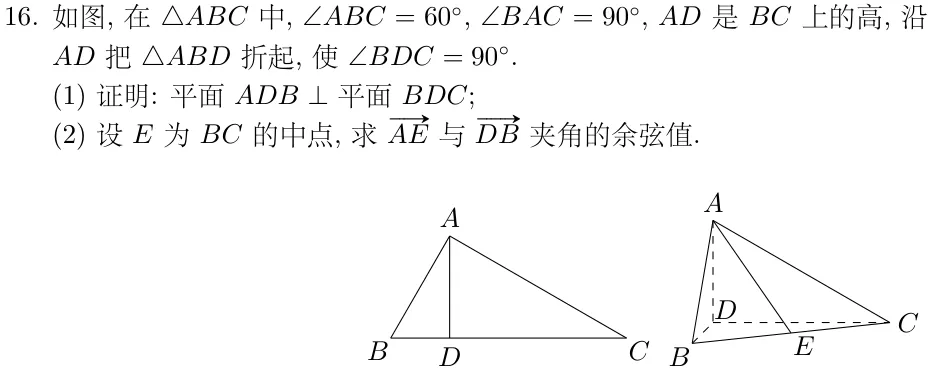 16. 如图, 在 △ABC 中, ∠ABC = 60°, ∠BAC = 90°, AD 是 BC 上的高, 沿
AD 把 △ABD 折起, 使 ∠BDC = 90°.
(1) 证明: 平面 ADB ⊥ 平面 BDC;
(2) 设 E 为 BC 的中点, 求 $\overrightarrow{AE}$ 与 $\overrightarrow{DB}$ 夹角的余弦值.
A
B
D
C
A
D
C
B
E